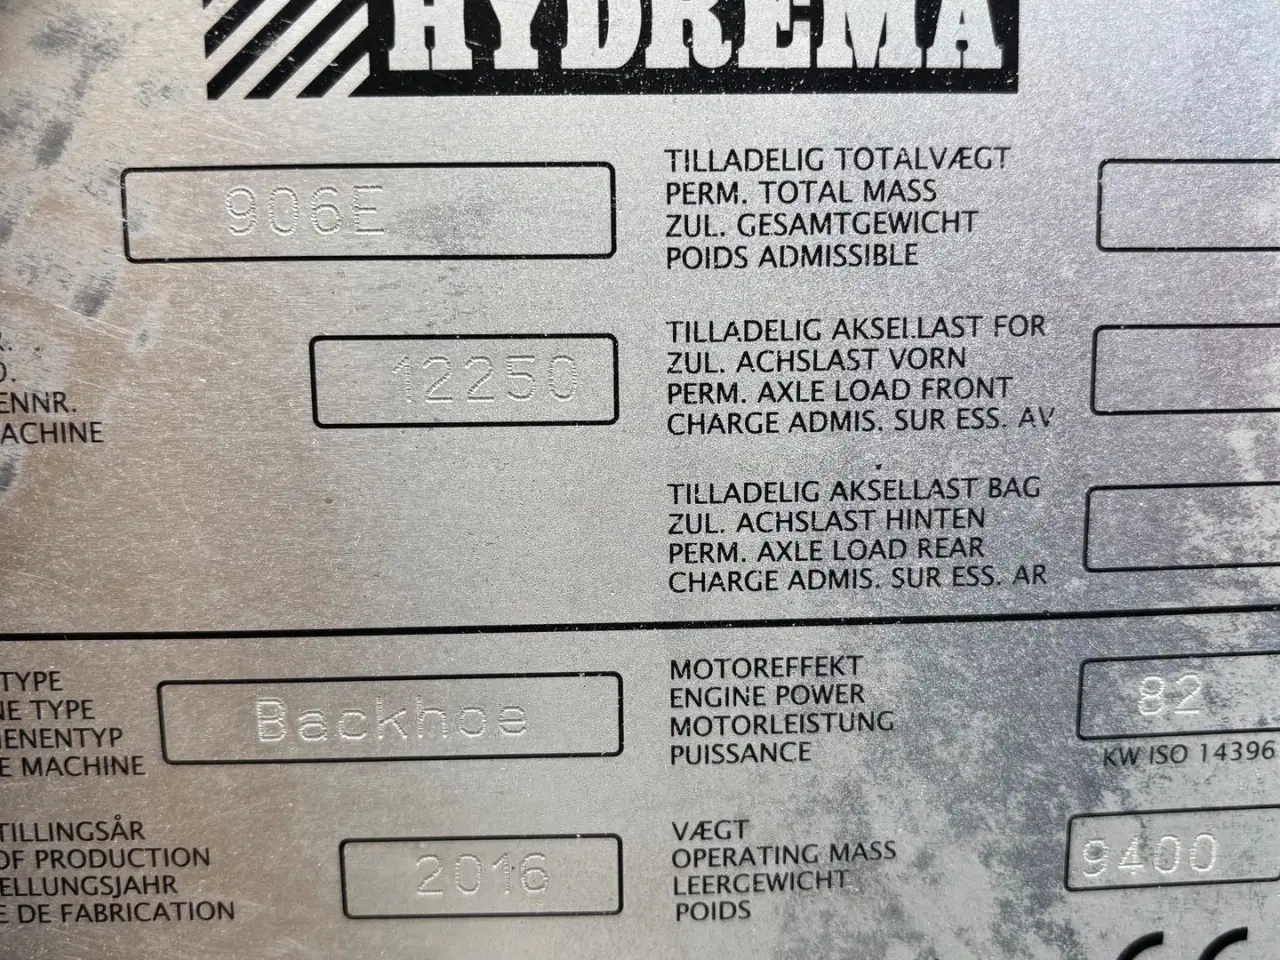 HYDREMA
906E
TILLADELIG TOTALVÆGT
PERM. TOTAL MASS
ZUL. GESAMTGEWICHT
POIDS ADMISSIBLE
ENNR.
ACHINE
12250
TILLADELIG AKSELLAST FOR
ZUL. ACHSLAST VORN
PERM. AXLE LOAD FRONT
CHARGE ADMIS. SUR ESS. AV
TILLADELIG AKSELLAST BAG
ZUL. ACHSLAST HINTEN
PERM. AXLE LOAD REAR
CHARGE ADMIS. SUR ESS. AR
TYPE
NE TYPE
IENENTYP
E MACHINE
Backhoe
MOTOREFFEKT
ENGINE POWER
MOTORLEISTUNG
PUISSANCE
82
KW ISO 14396
TILLINGSÅR
OF PRODUCTION
ELLUNGSJAHR
E DE FABRICATION
2016
VÆGT
OPERATING MASS
LEERGEWICHT
POIDS
9400
CE